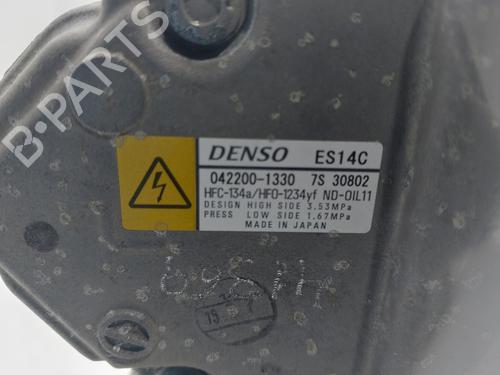 B-PARTS
DENSO ES14C
042200-1330 7S 30802
HFC-134a/HFO-1234yf ND-OIL11
DESIGN HIGH SIDE 3.53MPa
PRESS LOW SIDE 1.67MPa
MADE IN JAPAN